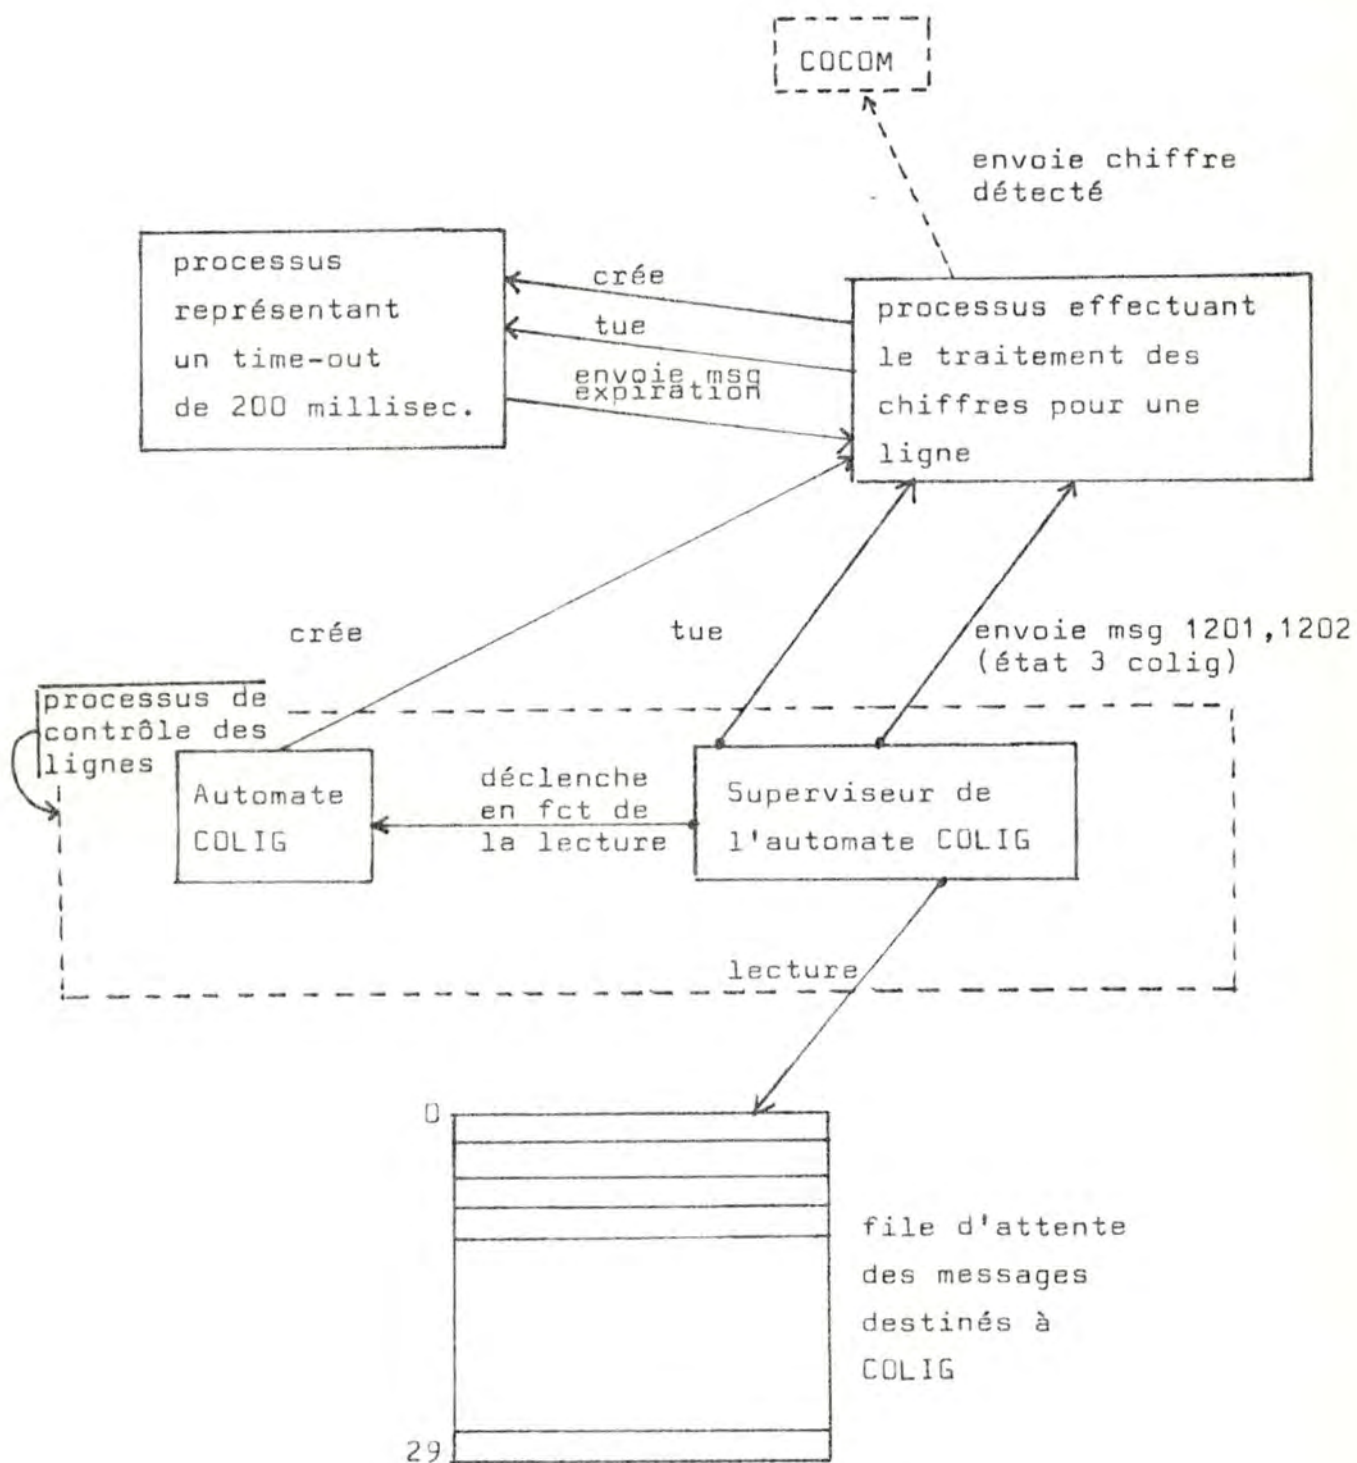 COCOM
envoie chiffre
détecté
processus
représentant
un time-out
de 200 millisec.
crée
tue
envoie msg
expiration
processus effectuant
le traitement des
chiffres pour une
ligne
crée
tue
envoie msg 1201,1202
(état 3 colig)
processus de
contrôle des
lignes
Automate
COLIG
déclenche
en fct de
la lecture
Superviseur de
l'automate COLIG
lecture
0
29
file d'attente
des messages
destinés à
COLIG